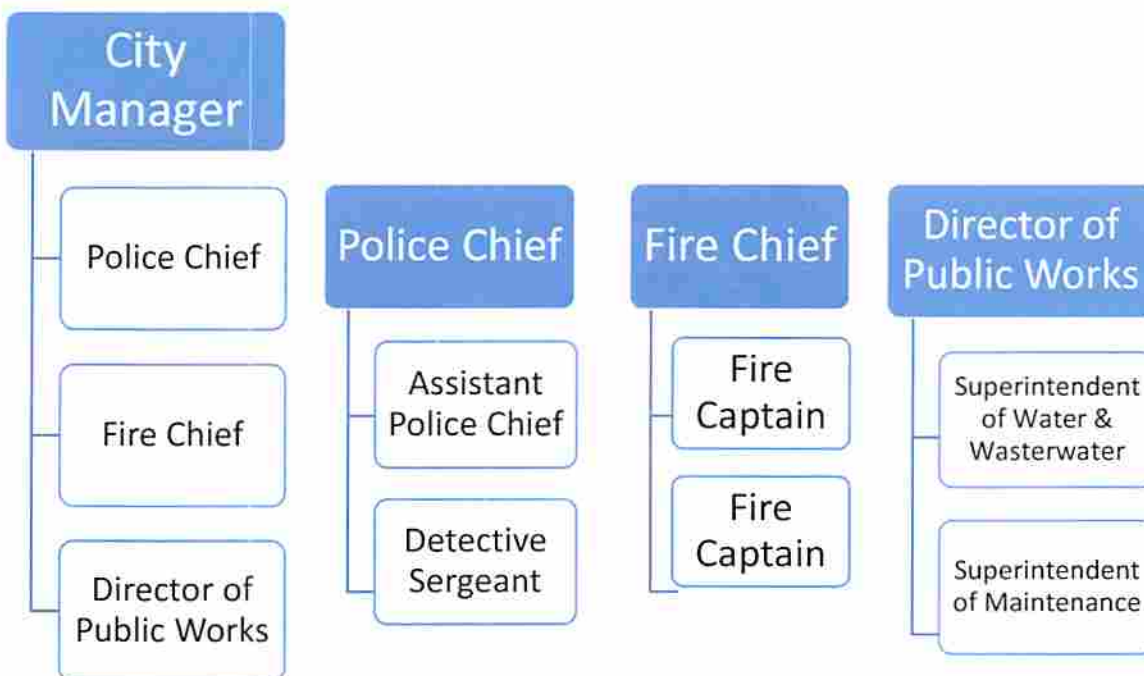 City
Manager
Police Chief
Fire Chief
Director of
Public Works
Police Chief
Assistant
Police Chief
Detective
Sergeant
Fire Chief
Fire
Captain
Fire
Captain
Director of
Public Works
Superintendent
of Water &
Wasterwater
Superintendent
of Maintenance